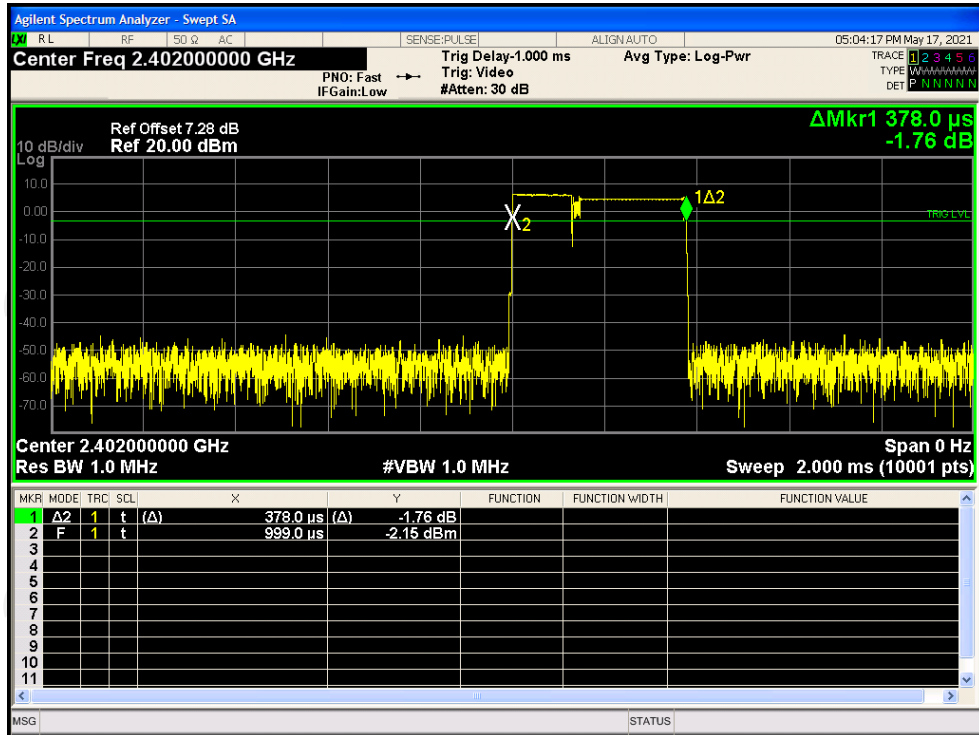 Agilent Spectrum Analyzer - Swept SA
LXI RL RF 50 Ω AC SENSE:PULSE ALIGN AUTO 05:04:17 PM May 17, 2021
Center Freq 2.402000000 GHz
PNO: Fast
IFGain:Low
Trig Delay-1.000 ms
Trig: Video
#Atten: 30 dB
Avg Type: Log-Pwr
TRACE 1 2 3 4 5 6
TYPE WWWWWW
DET P N N N N N
ΔMkr1 378.0 µs
-1.76 dB
Ref Offset 7.28 dB
10 dB/div Ref 20.00 dBm
Log
10.0
0.00
-10.0
-20.0
-30.0
-40.0
-50.0
-60.0
-70.0
X2
1Δ2
TRIG LVL
Center 2.402000000 GHz Span 0 Hz
Res BW 1.0 MHz #VBW 1.0 MHz Sweep 2.000 ms (10001 pts)
MKR MODE TRC SCL X Y FUNCTION FUNCTION WIDTH FUNCTION VALUE
1 Δ2 1 t (Δ) 378.0 µs (Δ) -1.76 dB
2 F 1 t 999.0 µs -2.15 dBm
3
4
5
6
7
8
9
10
11
MSG STATUS